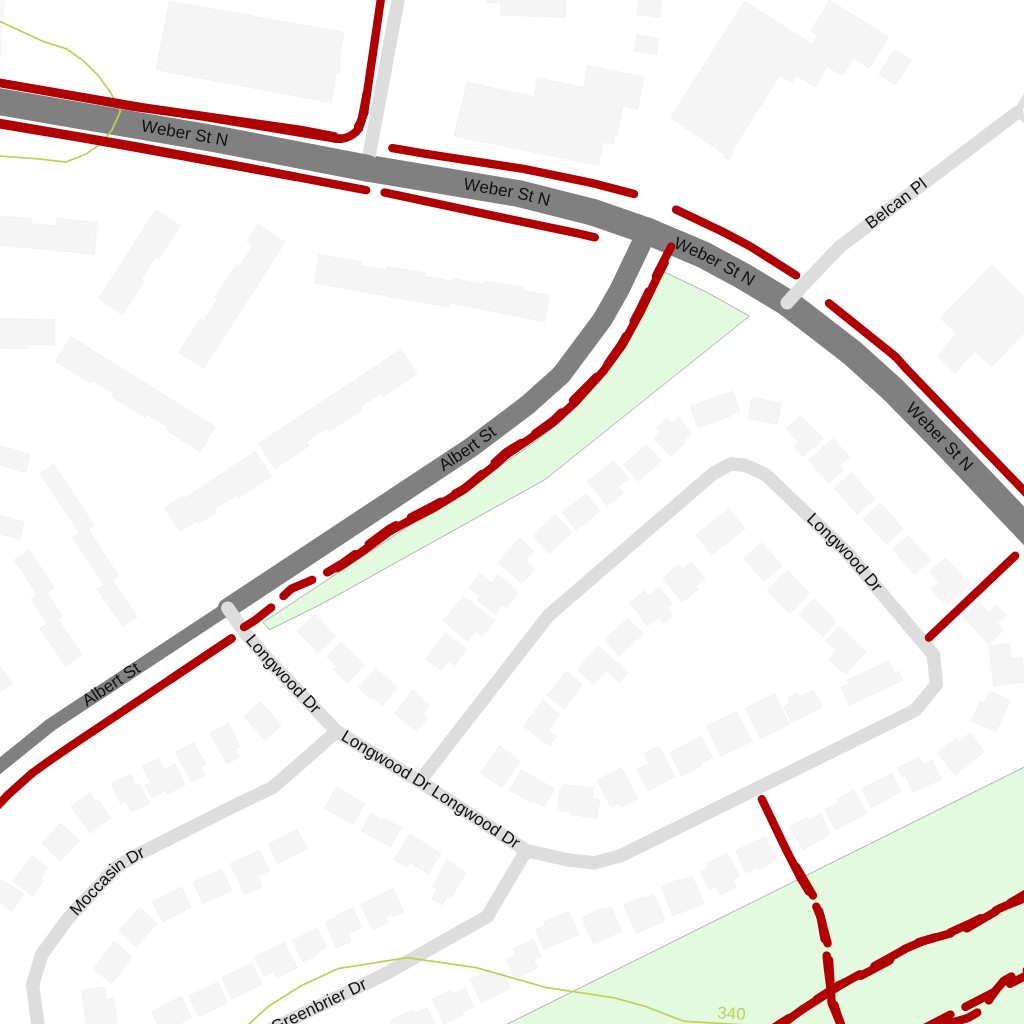 Weber St N
Weber St N
Belcan Pl
Weber St N
Weber St N
Albert St
Longwood Dr
Albert St
Longwood Dr
Longwood Dr Longwood Dr
Moccasin Dr
Greenbrier Dr
340